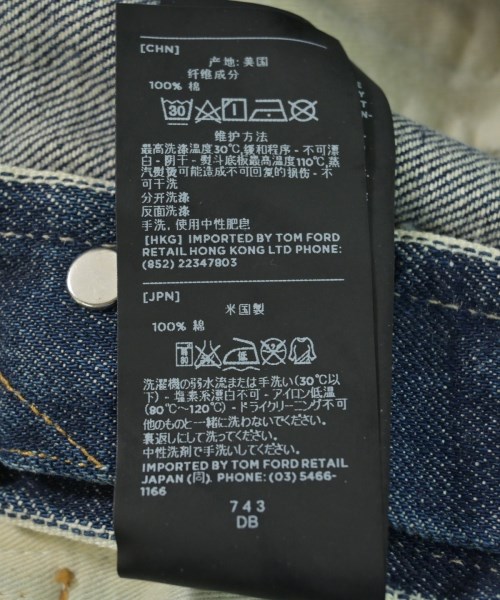 [CHN]
产地: 美国
纤维成分
100% 棉
30
维护方法
最高洗涤温度30℃,缓和程序 - 不可漂
白 - 阴干 - 熨斗底板最高温度110℃,蒸
汽熨烫可能造成不可回复的损伤 - 不
可干洗
分开洗涤
反面洗涤
手洗, 使用中性肥皂
[HKG] IMPORTED BY TOM FORD
RETAIL HONG KONG LTD PHONE:
(852) 22347803
[JPN]
米国製
100% 綿
低
洗濯機の弱水流または手洗い(30℃以
下) - 塩素系漂白不可 - アイロン低温
(80℃～120℃) - ドライクリーニング不可
他のものと一緒に洗わないでください。
裏返しにして洗ってください。
中性洗剤で手洗いしてください。
IMPORTED BY TOM FORD RETAIL
JAPAN (同). PHONE: (03) 5466-
1166
743
DB